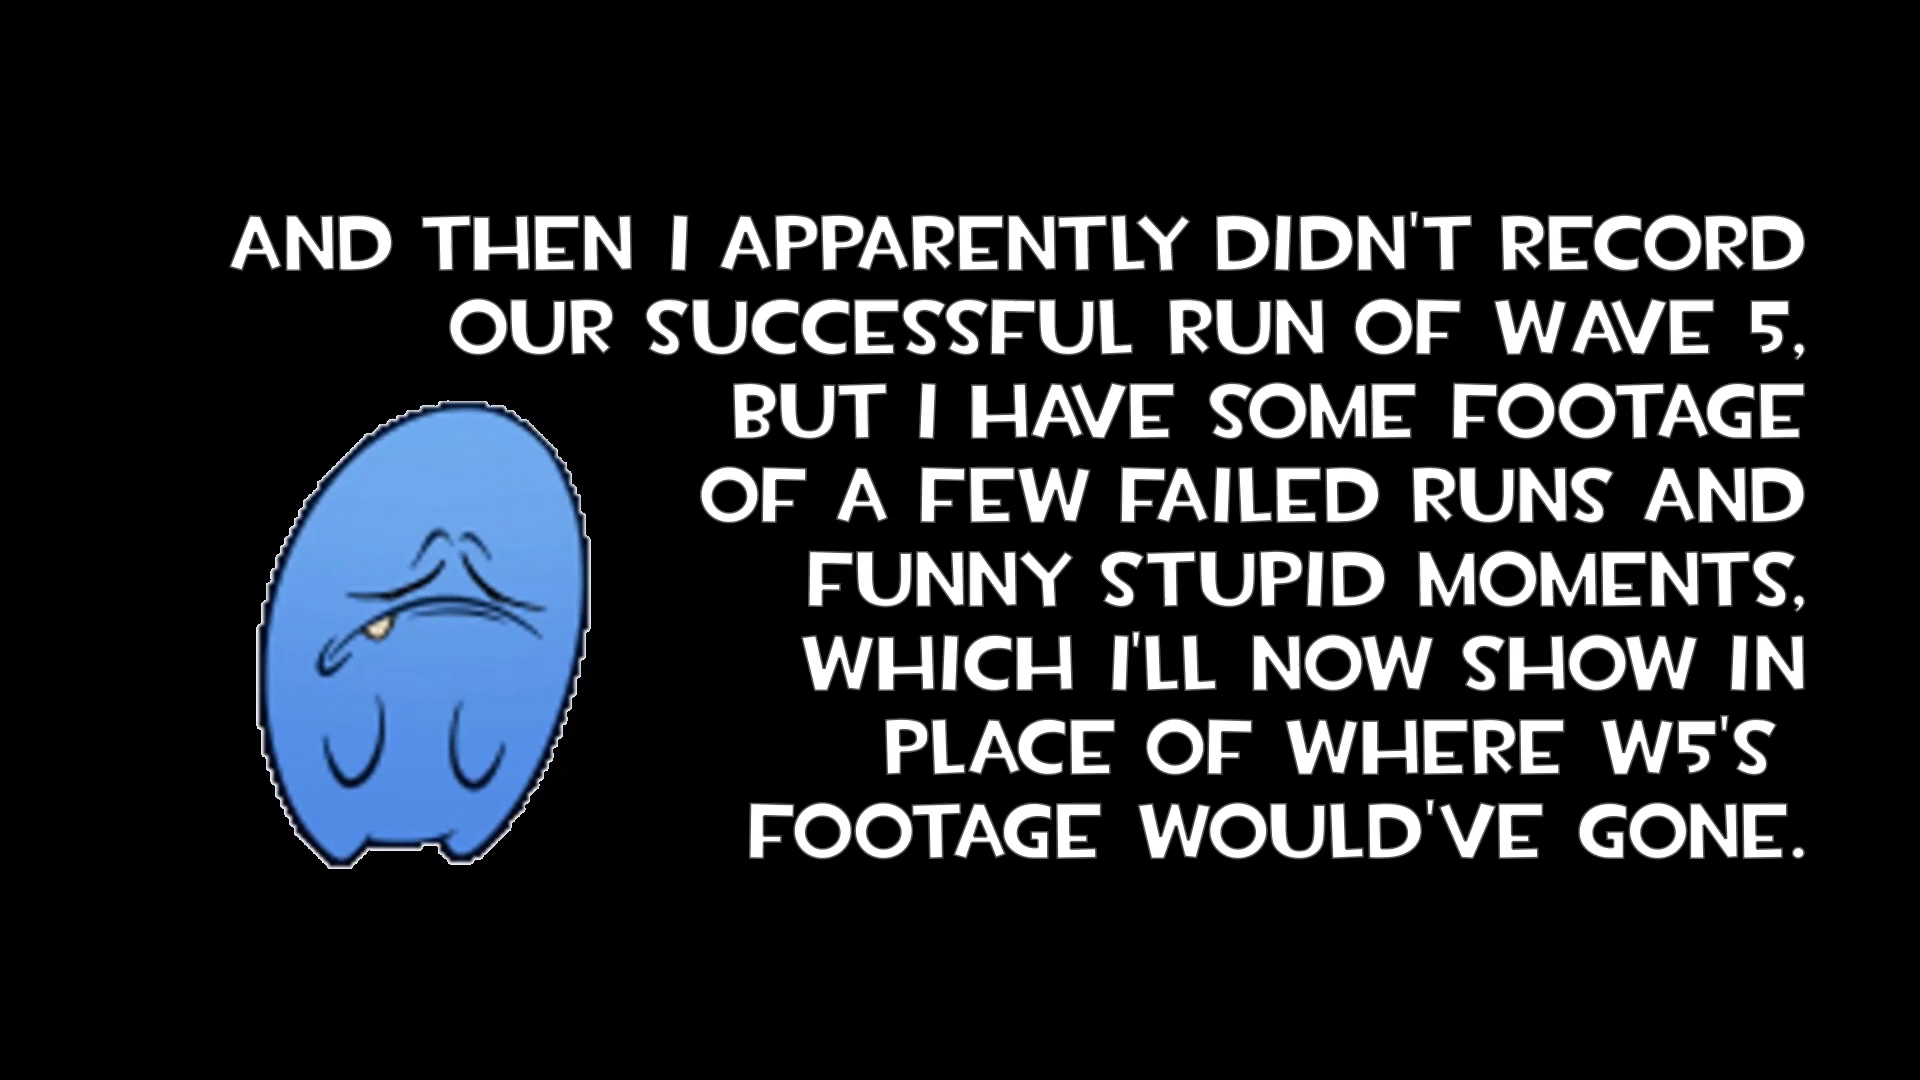 AND THEN I APPARENTLY DIDN'T RECORD
OUR SUCCESSFUL RUN OF WAVE 5,
BUT I HAVE SOME FOOTAGE
OF A FEW FAILED RUNS AND
FUNNY STUPID MOMENTS,
WHICH I'LL NOW SHOW IN
PLACE OF WHERE W5'S
FOOTAGE WOULD'VE GONE.